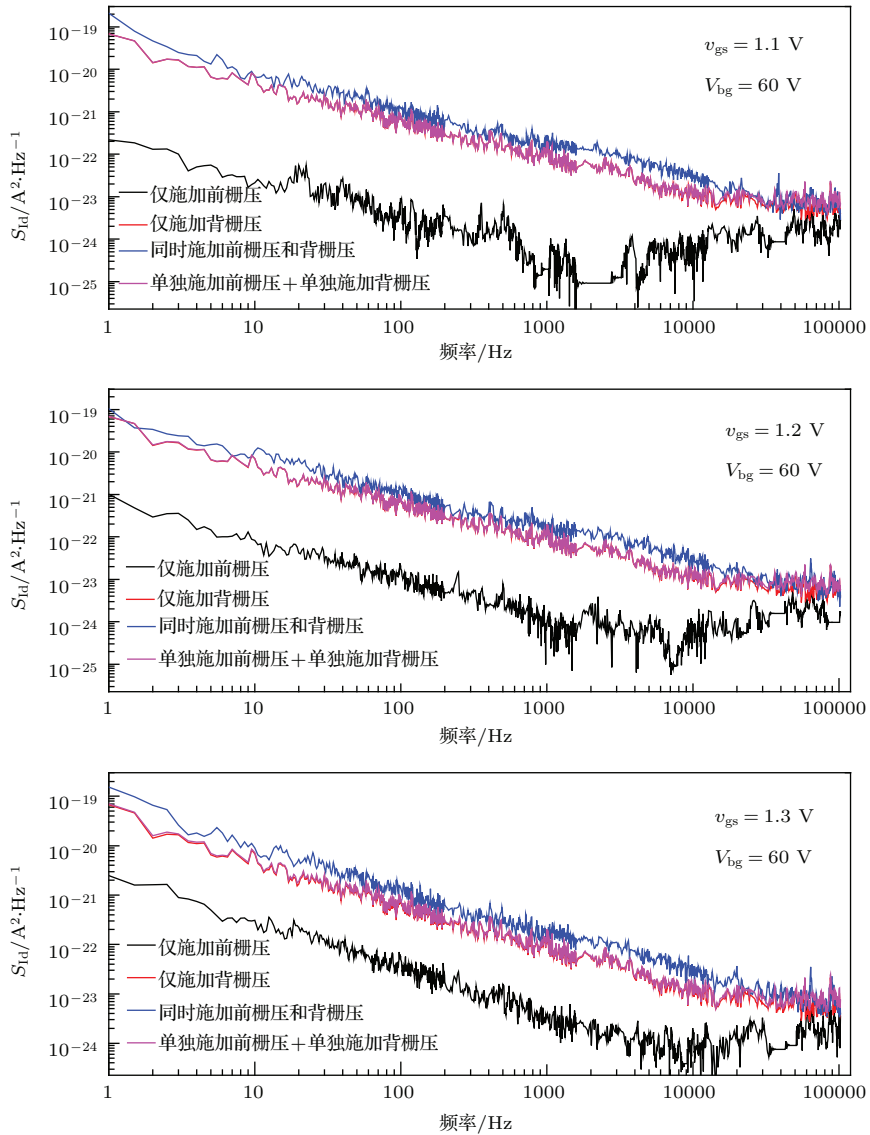 10⁻¹⁹
10⁻²⁰
10⁻²¹
10⁻²²
10⁻²³
10⁻²⁴
10⁻²⁵
S_Id/A²·Hz⁻¹
v_gs = 1.1 V
V_bg = 60 V
仅施加前栅压
仅施加背栅压
同时施加前栅压和背栅压
单独施加前栅压+单独施加背栅压
1 10 100 1000 10000 100000
频率/Hz
10⁻¹⁹
10⁻²⁰
10⁻²¹
10⁻²²
10⁻²³
10⁻²⁴
10⁻²⁵
S_Id/A²·Hz⁻¹
v_gs = 1.2 V
V_bg = 60 V
仅施加前栅压
仅施加背栅压
同时施加前栅压和背栅压
单独施加前栅压+单独施加背栅压
1 10 100 1000 10000 100000
频率/Hz
10⁻¹⁹
10⁻²⁰
10⁻²¹
10⁻²²
10⁻²³
10⁻²⁴
S_Id/A²·Hz⁻¹
v_gs = 1.3 V
V_bg = 60 V
仅施加前栅压
仅施加背栅压
同时施加前栅压和背栅压
单独施加前栅压+单独施加背栅压
1 10 100 1000 10000 100000
频率/Hz